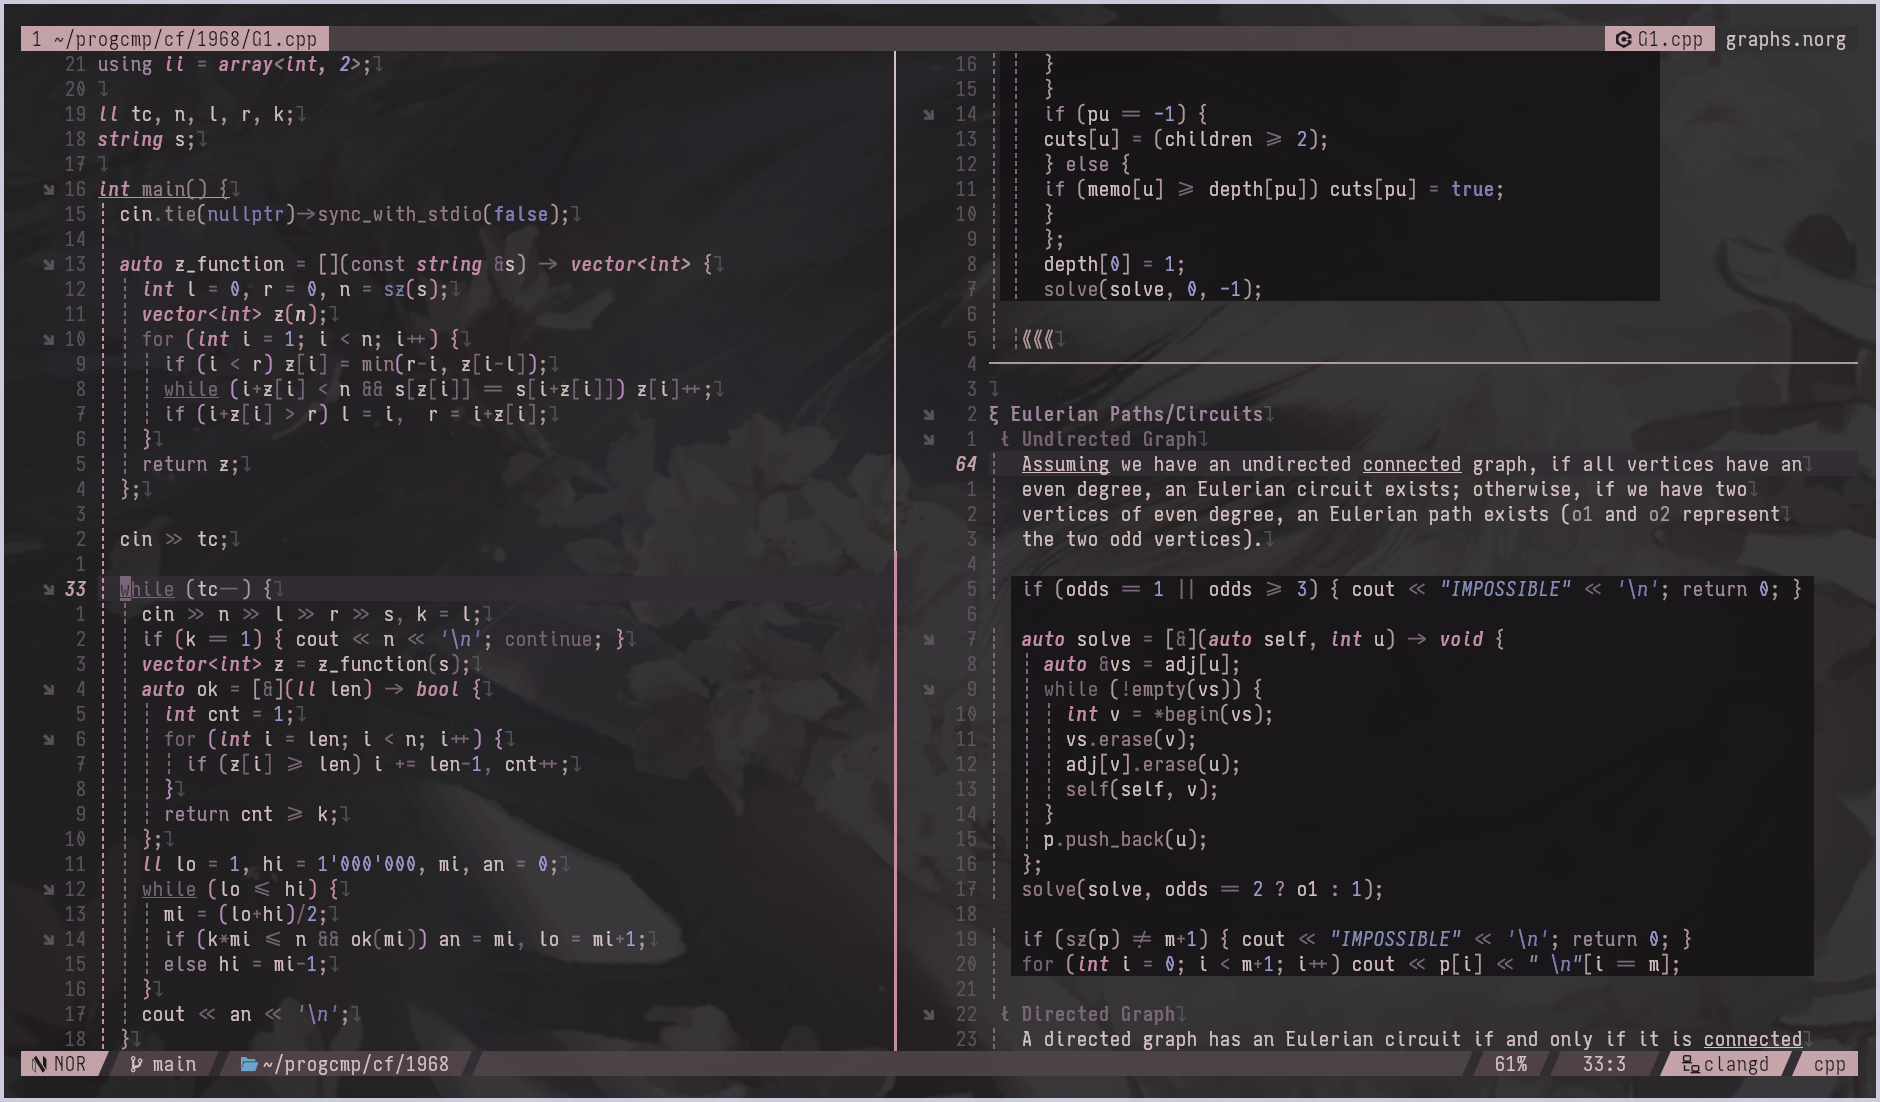 1 ~/progcmp/cf/1968/G1.cpp
G1.cpp graphs.norg
21 using ii = array<int, 2>;
20
19 ll tc, n, l, r, k;
18 string s;
17
16 int main() {
15 cin.tie(nullptr)->sync_with_stdio(false);
14
13 auto z_function = [](const string &s) -> vector<int> {
12 int l = 0, r = 0, n = sz(s);
11 vector<int> z(n);
10 for (int i = 1; i < n; i++) {
9 if (i < r) z[i] = min(r-i, z[i-l]);
8 while (i+z[i] < n && s[z[i]] == s[i+z[i]]) z[i]++;
7 if (i+z[i] > r) l = i,  r = i+z[i];
6 }
5 return z;
4 };
3
2 cin >> tc;
1
33 while (tc--) {
1 cin >> n >> l >> r >> s, k = l;
2 if (k == 1) { cout << n << '\n'; continue; }
3 vector<int> z = z_function(s);
4 auto ok = [&](ll len) -> bool {
5 int cnt = 1;
6 for (int i = len; i < n; i++) {
7 if (z[i] >= len) i += len-1, cnt++;
8 }
9 return cnt >= k;
10 };
11 ll lo = 1, hi = 1'000'000, mi, an = 0;
12 while (lo <= hi) {
13 mi = (lo+hi)/2;
14 if (k*mi <= n && ok(mi)) an = mi, lo = mi+1;
15 else hi = mi-1;
16 }
17 cout << an << '\n';
18 }
16 }
15 }
14 if (pu == -1) {
13 cuts[u] = (children >= 2);
12 } else {
11 if (memo[u] >= depth[pu]) cuts[pu] = true;
10 }
9 };
8 depth[0] = 1;
7 solve(solve, 0, -1);
6
5 <<<
4
3
2 ξ Eulerian Paths/Circuits
1 ł Undirected Graph
64 Assuming we have an undirected connected graph, if all vertices have an
1 even degree, an Eulerian circuit exists; otherwise, if we have two
2 vertices of even degree, an Eulerian path exists (o1 and o2 represent
3 the two odd vertices).
4
5 if (odds == 1 || odds >= 3) { cout << "IMPOSSIBLE" << '\n'; return 0; }
6
7 auto solve = [&](auto self, int u) -> void {
8 auto &vs = adj[u];
9 while (!empty(vs)) {
10 int v = *begin(vs);
11 vs.erase(v);
12 adj[v].erase(u);
13 self(self, v);
14 }
15 p.push_back(u);
16 };
17 solve(solve, odds == 2 ? o1 : 1);
18
19 if (sz(p) != m+1) { cout << "IMPOSSIBLE" << '\n'; return 0; }
20 for (int i = 0; i < m+1; i++) cout << p[i] << " \n"[i == m];
21
22 ł Directed Graph
23 A directed graph has an Eulerian circuit if and only if it is connected
NOR main ~/progcmp/cf/1968 61% 33:3 clangd cpp